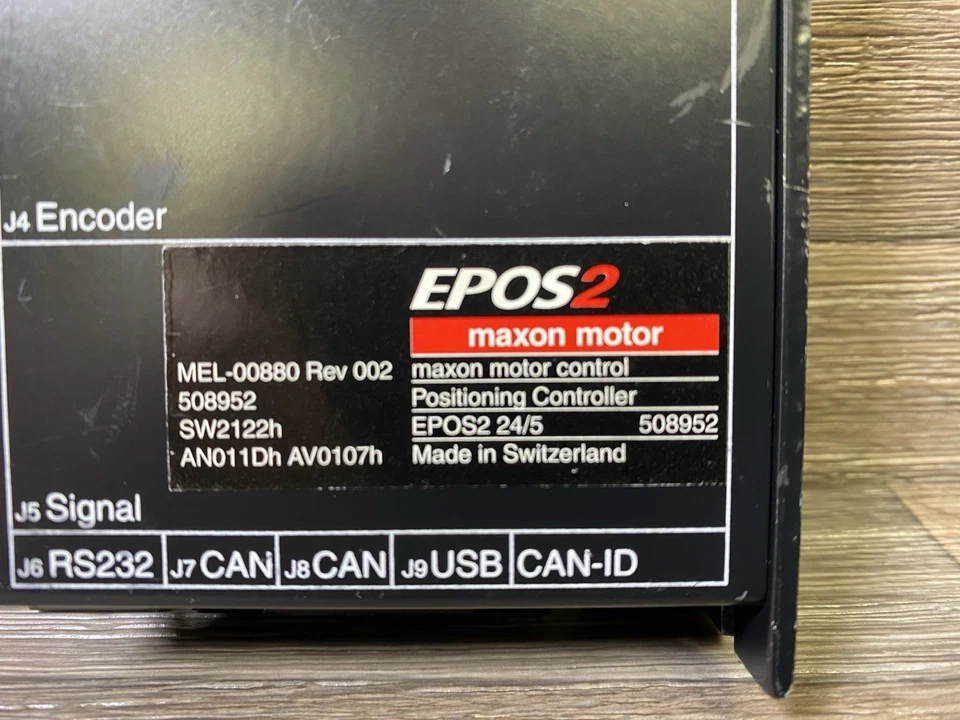 J4 Encoder
EPOS2
maxon motor
MEL-00880 Rev 002
508952
SW2122h
AN011Dh AV0107h
maxon motor control
Positioning Controller
EPOS2 24/5 508952
Made in Switzerland
J5 Signal
J6 RS232 J7 CAN J8 CAN J9 USB CAN-ID